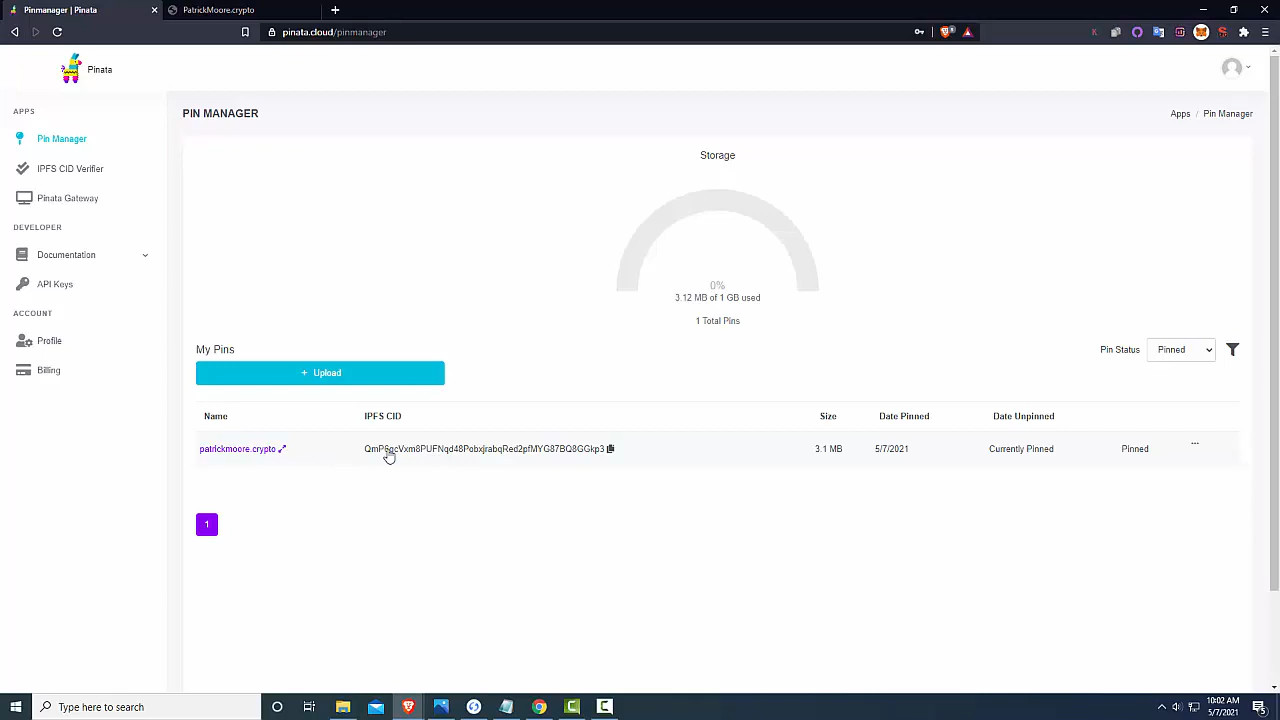 Pinmanager | Pinata
PatrickMoore.crypto
pinata.cloud/pinmanager
Pinata
APPS
Pin Manager
IPFS CID Verifier
Pinata Gateway
DEVELOPER
Documentation
API Keys
ACCOUNT
Profile
Billing
PIN MANAGER
Apps / Pin Manager
Storage
0%
3.12 MB of 1 GB used
1 Total Pins
My Pins
Pin Status Pinned
+ Upload
Name IPFS CID Size Date Pinned Date Unpinned
patrickmoore.crypto 3.1 MB 5/7/2021 Currently Pinned Pinned ...
1
Type here to search
10:02 AM
5/7/2021